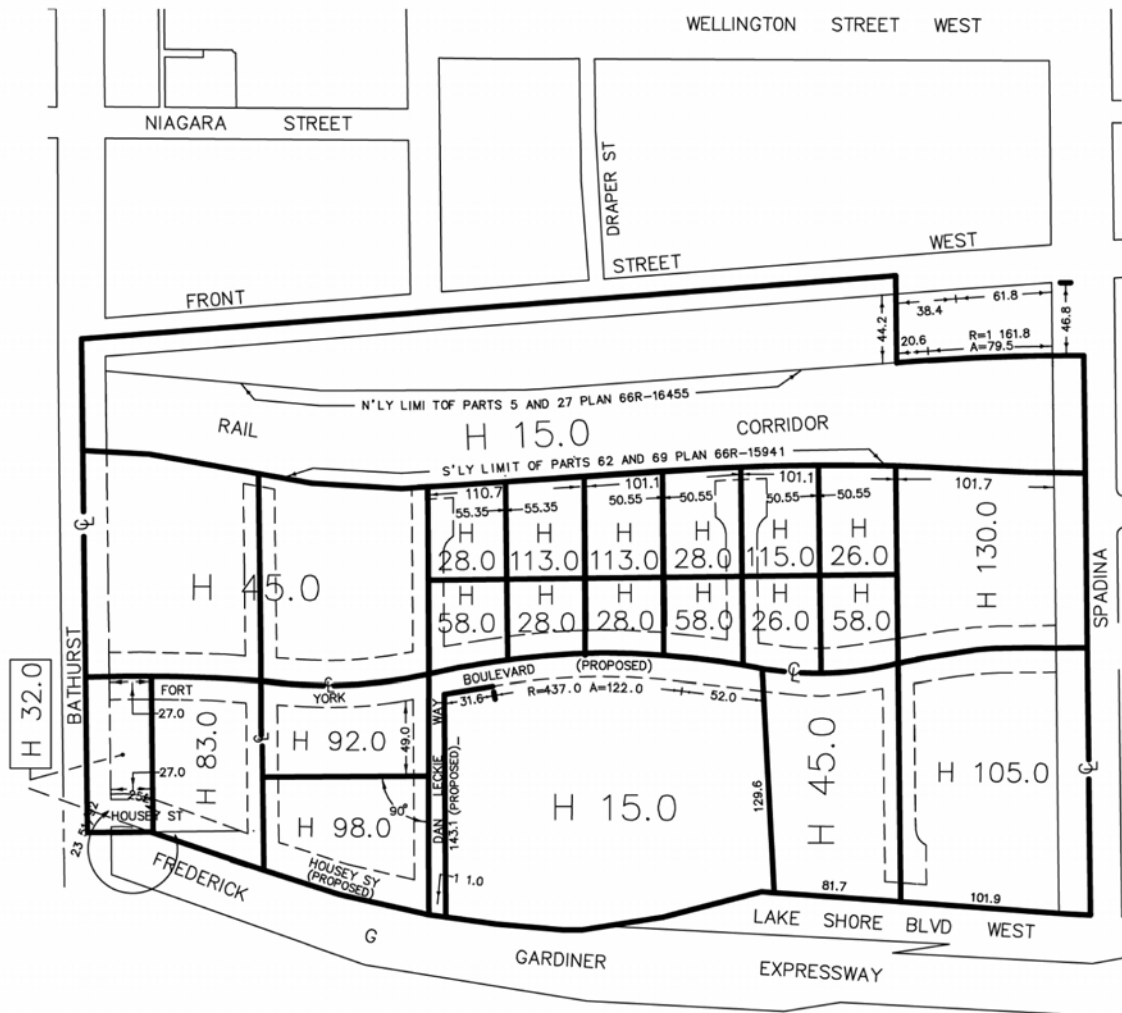 WELLINGTON STREET WEST
NIAGARA STREET
DRAPER ST
STREET WEST
FRONT
38.4 61.8
44.2
46.8
20.6 R=1 161.8
A=79.5
N'LY LIMI TOF PARTS 5 AND 27 PLAN 66R-16455
RAIL H 15.0 CORRIDOR
S'LY LIMIT OF PARTS 62 AND 69 PLAN 66R-15941
110.7 101.1 101.1 101.7
55.35 55.35 50.55 50.55 50.55 50.55
H 28.0
H 113.0
H 113.0
H 28.0
H 115.0
H 26.0
H 130.0
H 45.0
H 58.0
H 28.0
H 28.0
H 58.0
H 26.0
H 58.0
CL
SPADINA
BATHURST
H 32.0
FORT YORK BOULEVARD (PROPOSED)
CL
CL
27.0
31.6 R=437.0 A=122.0 52.0
H 83.0
CL
H 92.0
49.0
DAN LECKIE WAY
143.1 (PROPOSED)
129.6
H 45.0
H 105.0
CL
27.0
H 15.0
90°
HOUSEY ST
H 98.0
HOUSEY SY
(PROPOSED)
1 1.0
81.7
101.9
FREDERICK G GARDINER EXPRESSWAY
LAKE SHORE BLVD WEST